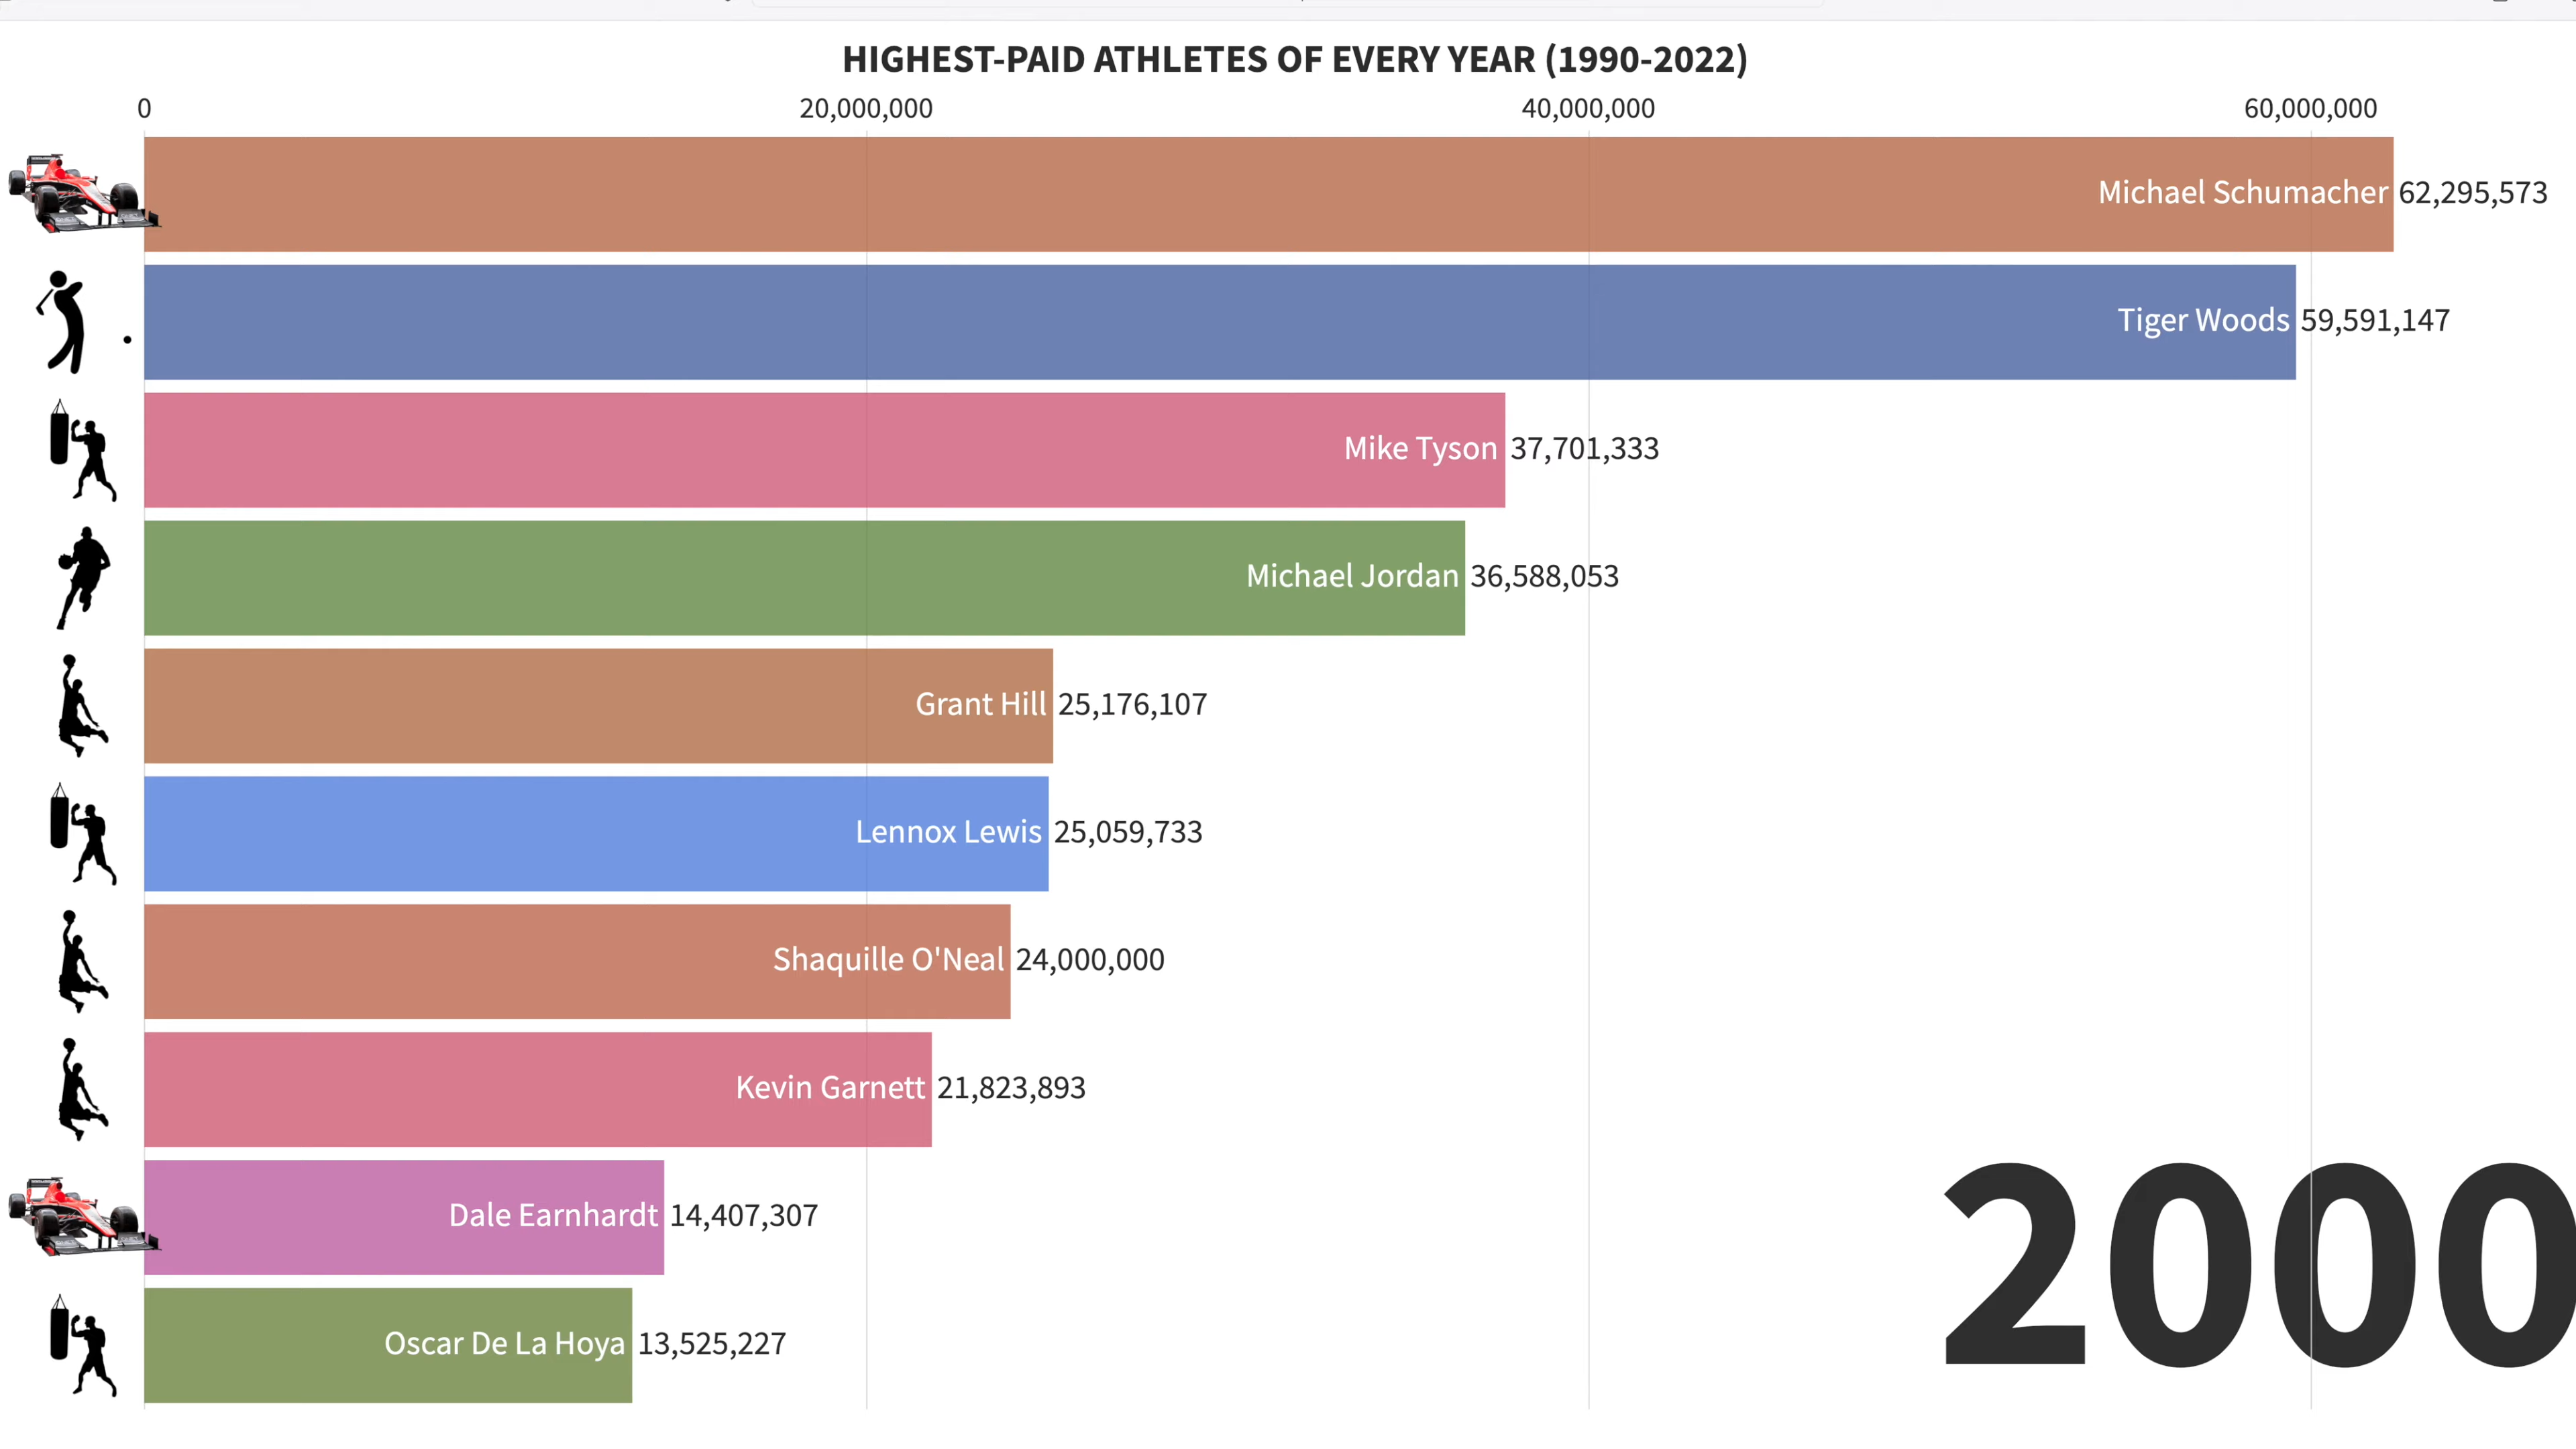 HIGHEST-PAID ATHLETES OF EVERY YEAR (1990-2022)
0 20,000,000 40,000,000 60,000,000
Michael Schumacher 62,295,573
Tiger Woods 59,591,147
Mike Tyson 37,701,333
Michael Jordan 36,588,053
Grant Hill 25,176,107
Lennox Lewis 25,059,733
Shaquille O'Neal 24,000,000
Kevin Garnett 21,823,893
Dale Earnhardt 14,407,307
Oscar De La Hoya 13,525,227
2000